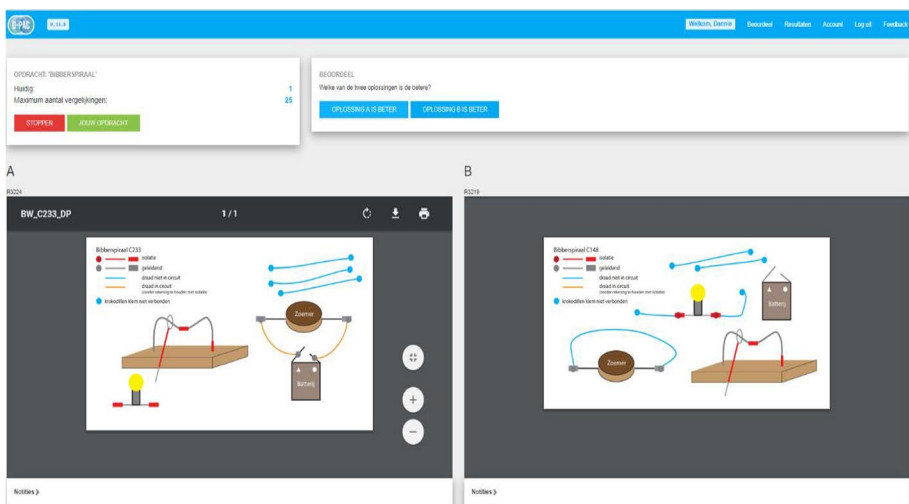 D-PAC
Welkom, Danine
Beoordeel
Resultaten
Account
Log uit
Feedback
OPDRACHT: 'BIBBERSPIRAAL'
Huidig: 1
Maximum aantal vergelijkingen: 25
STOPPEN
JOUW OPDRACHT
BEOORDEEL
Welke van de twee oplossingen is de betere?
OPLOSSING A IS BETER
OPLOSSING B IS BETER
A
R3224
BW_C233_DP
1 / 1
Bibberspiraal C233
isolatie
geleidend
draad niet in circuit
draad in circuit
krokodillen klem niet verbonden
Zoemer
Batterij
Notities >
B
R3219
Bibberspiraal C148
isolatie
geleidend
draad niet in circuit
draad in circuit
krokodillen klem niet verbonden
Batterij
Zoemer
Notities >